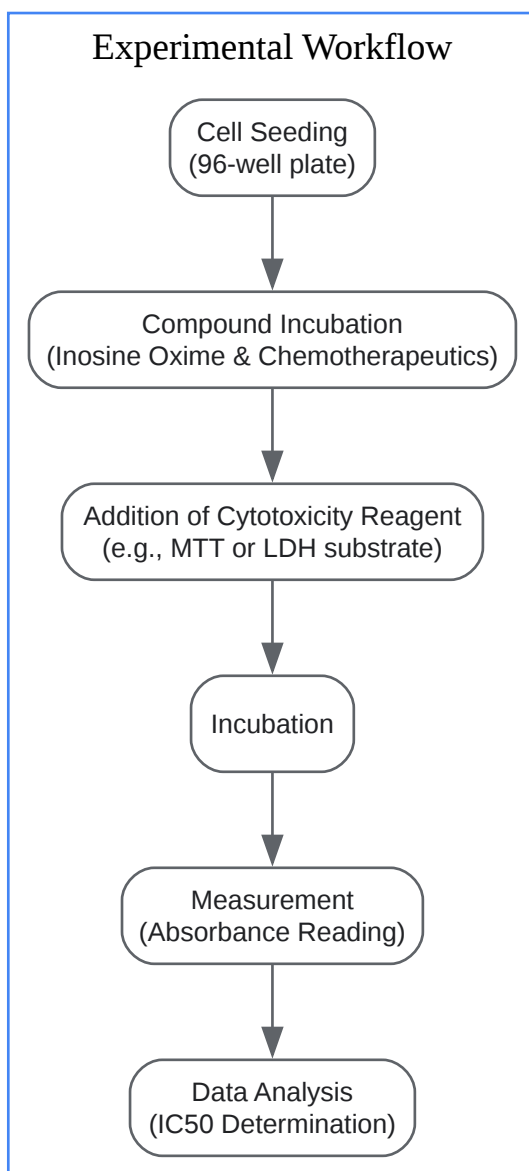 Experimental Workflow
Cell Seeding
(96-well plate)
Compound Incubation
(Inosine Oxime & Chemotherapeutics)
Addition of Cytotoxicity Reagent
(e.g., MTT or LDH substrate)
Incubation
Measurement
(Absorbance Reading)
Data Analysis
(IC50 Determination)